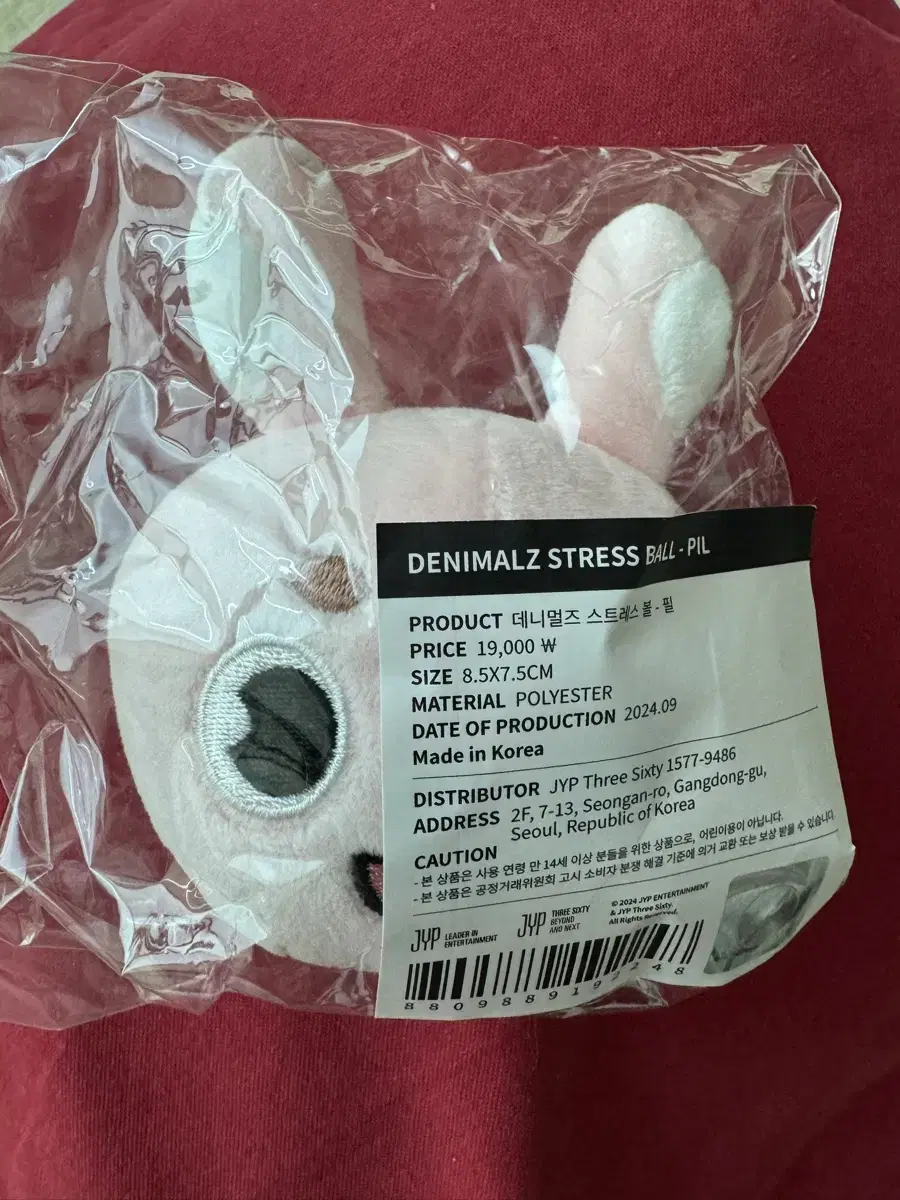 DENIMALZ STRESS BALL - PIL
PRODUCT 데니멀즈 스트레스 볼 - 필
PRICE 19,000 ₩
SIZE 8.5X7.5CM
MATERIAL POLYESTER
DATE OF PRODUCTION 2024.09
Made in Korea
DISTRIBUTOR JYP Three Sixty 1577-9486
ADDRESS 2F, 7-13, Seongan-ro, Gangdong-gu,
Seoul, Republic of Korea
CAUTION
- 본 상품은 사용 연령 만 14세 이상 분들을 위한 상품으로, 어린이용이 아닙니다.
- 본 상품은 공정거래위원회 고시 소비자 분쟁 해결 기준에 의거 교환 또는 보상 받을 수 있습니다.
JYP LEADER IN
ENTERTAINMENT
JYP THREE SIXTY
BEYOND
AND NEXT
© 2024 JYP ENTERTAINMENT
& JYP Three Sixty.
All Rights Reserved.